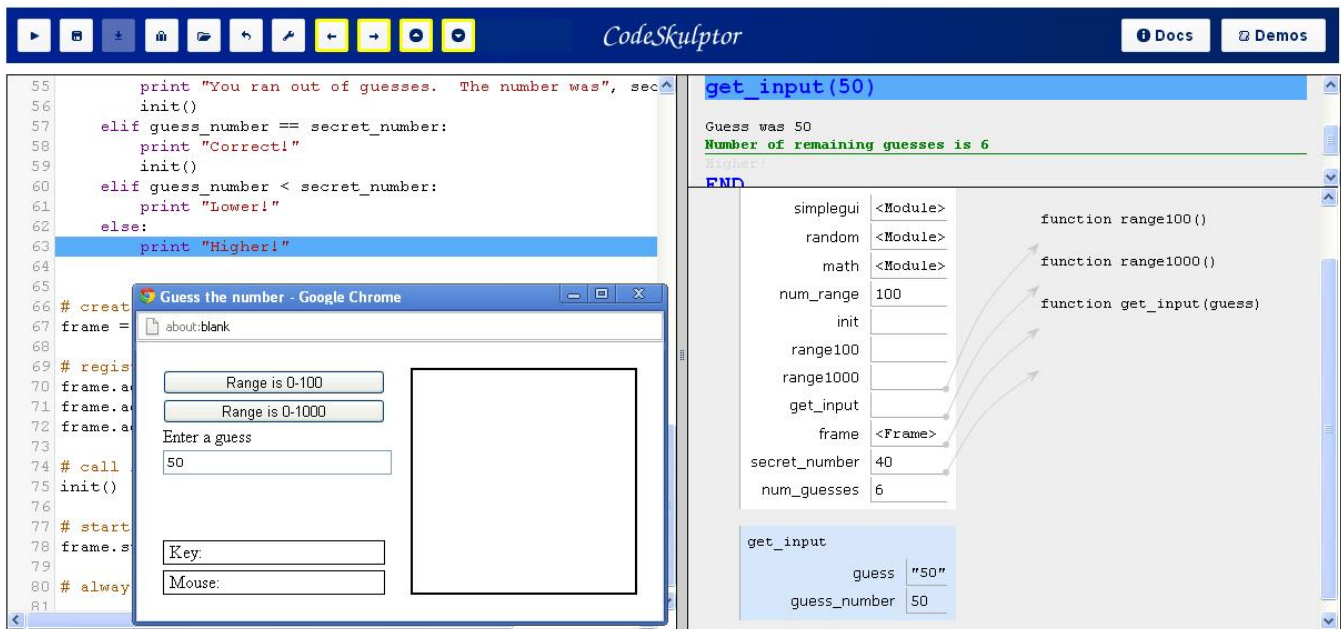 CodeSkulptor
Docs
Demos
55 print "You ran out of guesses.  The number was", sec
56 init()
57 elif guess_number == secret_number:
58 print "Correct!"
59 init()
60 elif guess_number < secret_number:
61 print "Lower!"
62 else:
63 print "Higher!"
64
65
66 # creat
67 frame =
68
69 # regis
70 frame.a
71 frame.a
72 frame.a
73
74 # call
75 init()
76
77 # start
78 frame.s
79
80 # alway
81
Guess the number - Google Chrome
about:blank
Range is 0-100
Range is 0-1000
Enter a guess
50
Key:
Mouse:
get_input(50)
Guess was 50
Number of remaining guesses is 6
Higher!
END
simplegui <Module>
random <Module>
math <Module>
num_range 100
init
range100
range1000
get_input
frame <Frame>
secret_number 40
num_guesses 6
function range100()
function range1000()
function get_input(guess)
get_input
guess "50"
guess_number 50